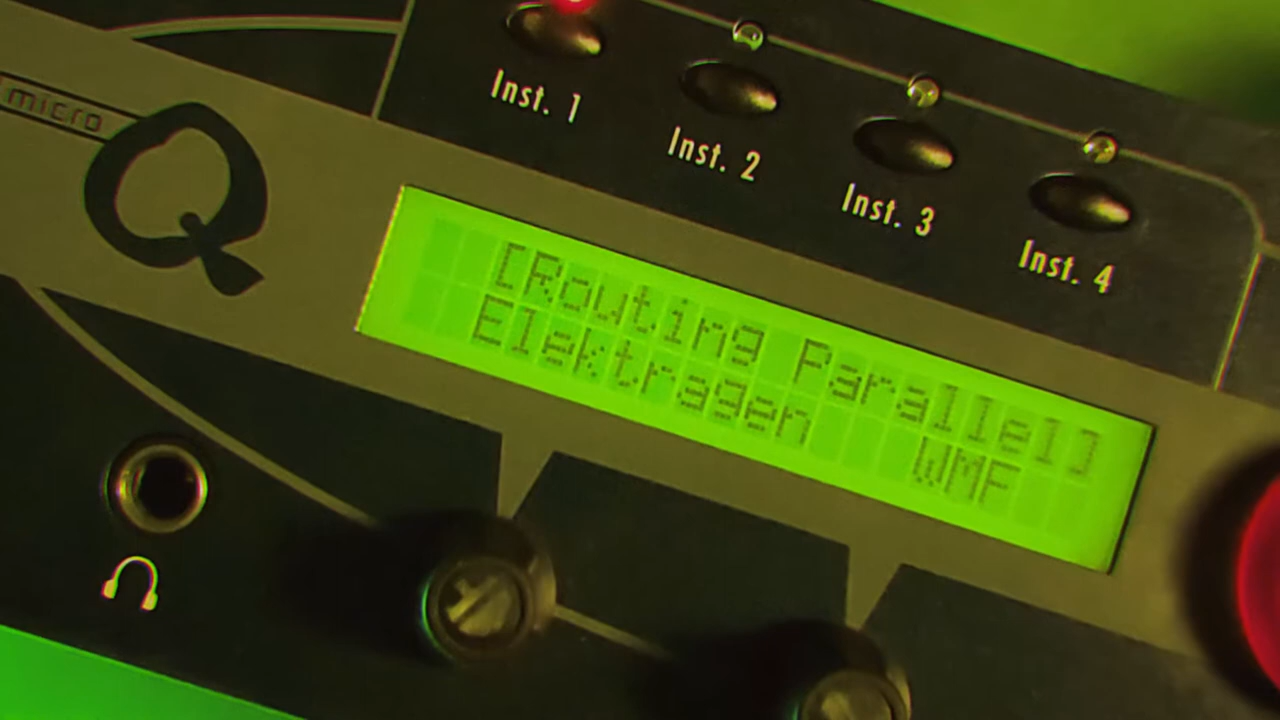 Inst. 1
Inst. 2
Inst. 3
Inst. 4
micro
Q
[Routing Parallel]
Elektragen WMF